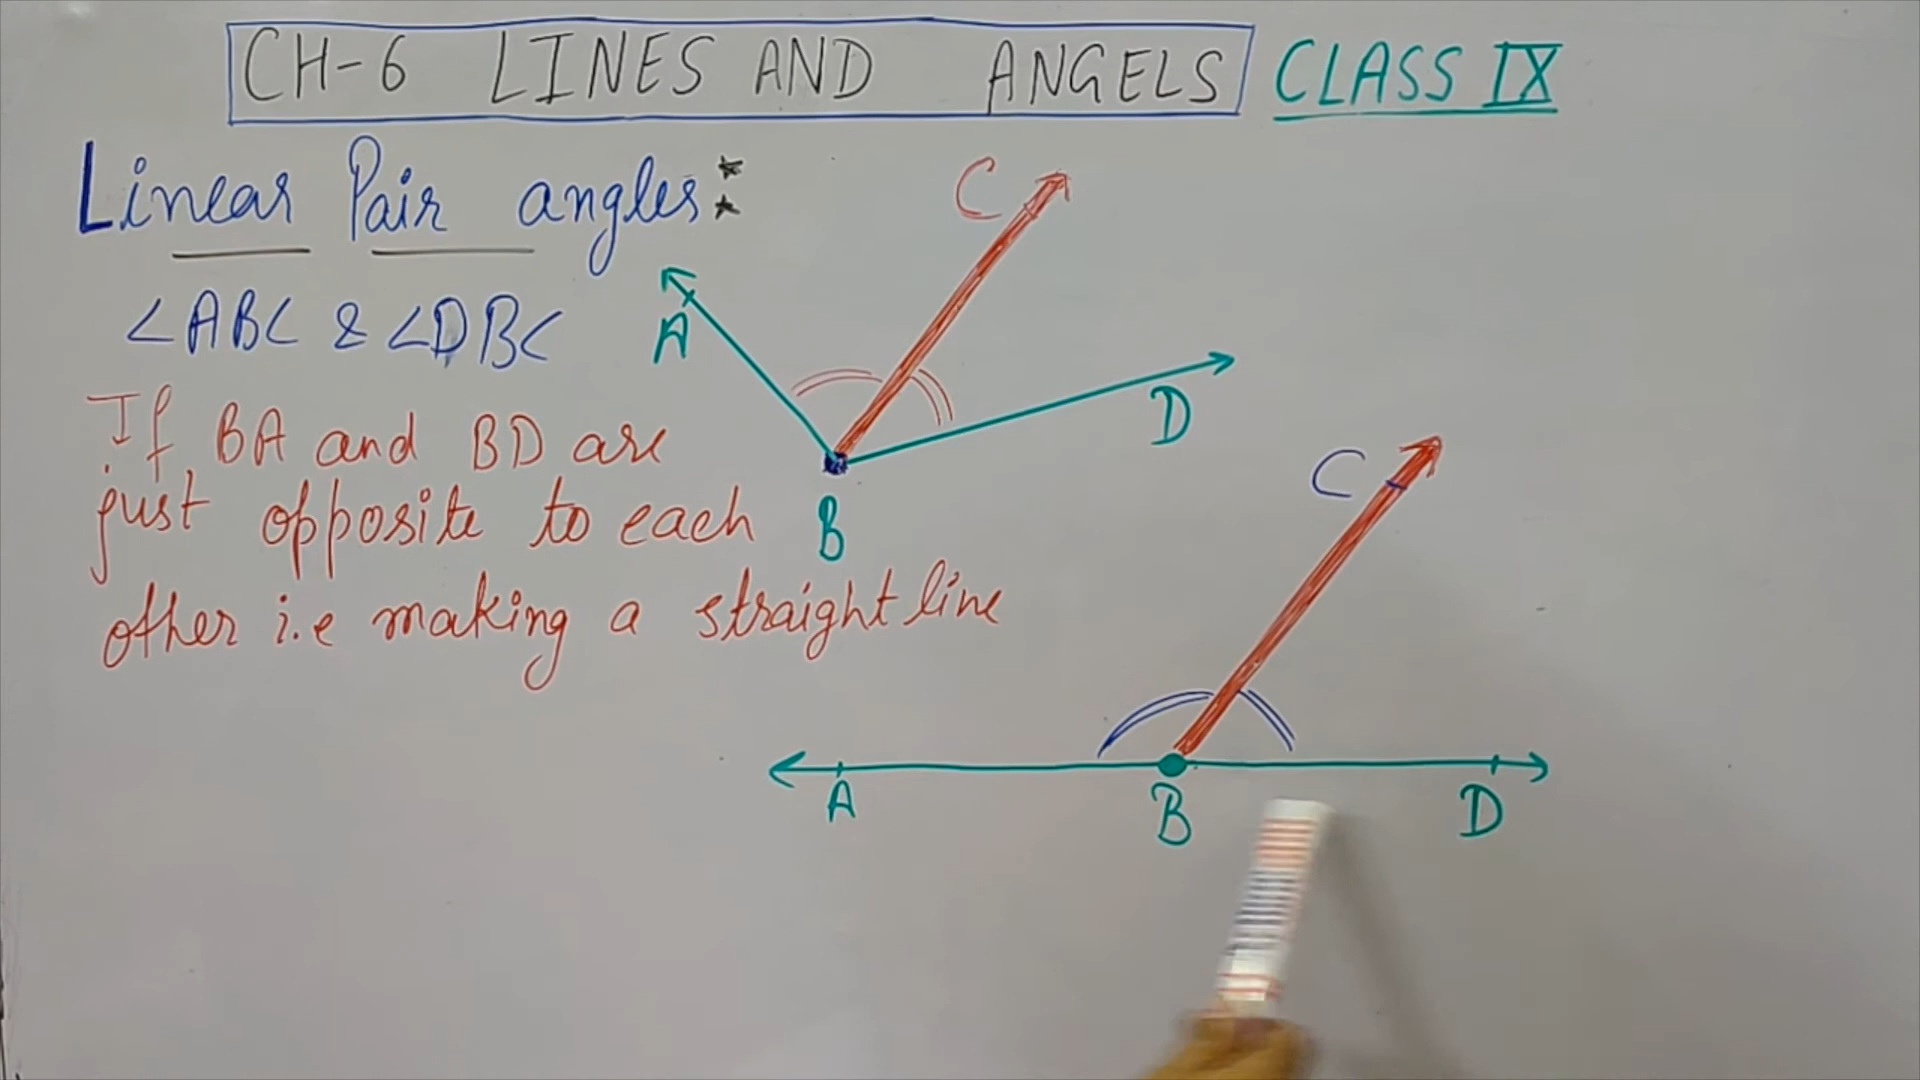 CH-6 LINES AND ANGELS CLASS IX
Linear Pair angles:
∠ABC & ∠DBC
If BA and BD are
just opposite to each
other i.e making a straight line
C
A
D
B
C
A
B
D